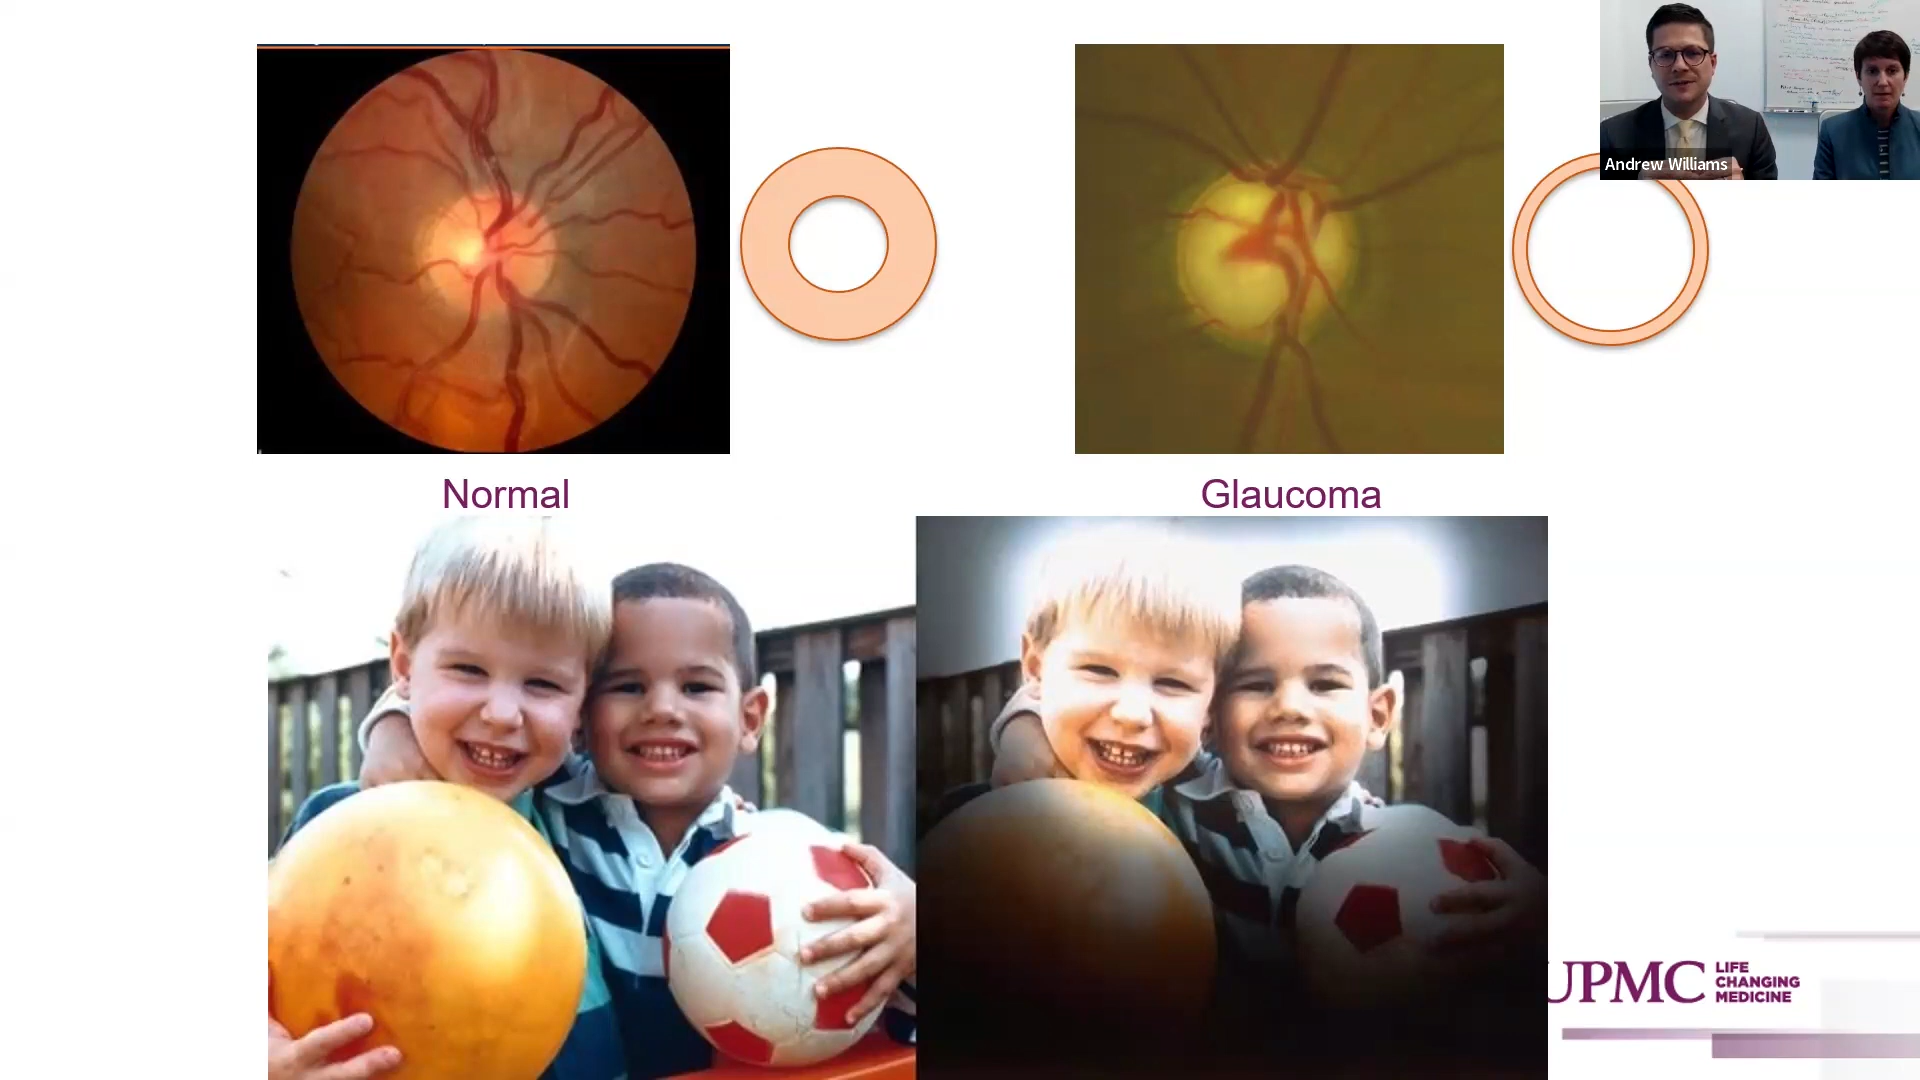 Andrew Williams
Normal
Glaucoma
UPMC
LIFE
CHANGING
MEDICINE